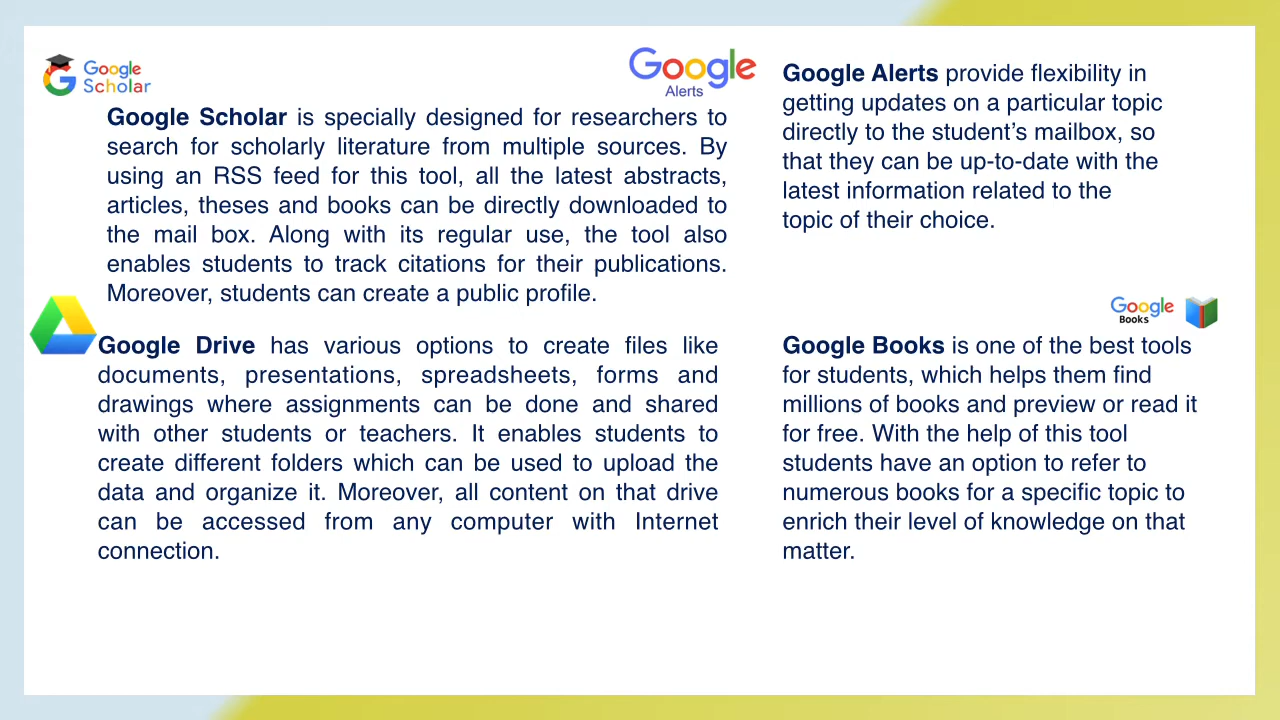 Google
Scholar
Google Scholar is specially designed for researchers to
search for scholarly literature from multiple sources. By
using an RSS feed for this tool, all the latest abstracts,
articles, theses and books can be directly downloaded to
the mail box. Along with its regular use, the tool also
enables students to track citations for their publications.
Moreover, students can create a public profile.
Google
Alerts
Google Alerts provide flexibility in
getting updates on a particular topic
directly to the student’s mailbox, so
that they can be up-to-date with the
latest information related to the
topic of their choice.
Google Drive has various options to create files like
documents, presentations, spreadsheets, forms and
drawings where assignments can be done and shared
with other students or teachers. It enables students to
create different folders which can be used to upload the
data and organize it. Moreover, all content on that drive
can be accessed from any computer with Internet
connection.
Google
Books
Google Books is one of the best tools
for students, which helps them find
millions of books and preview or read it
for free. With the help of this tool
students have an option to refer to
numerous books for a specific topic to
enrich their level of knowledge on that
matter.